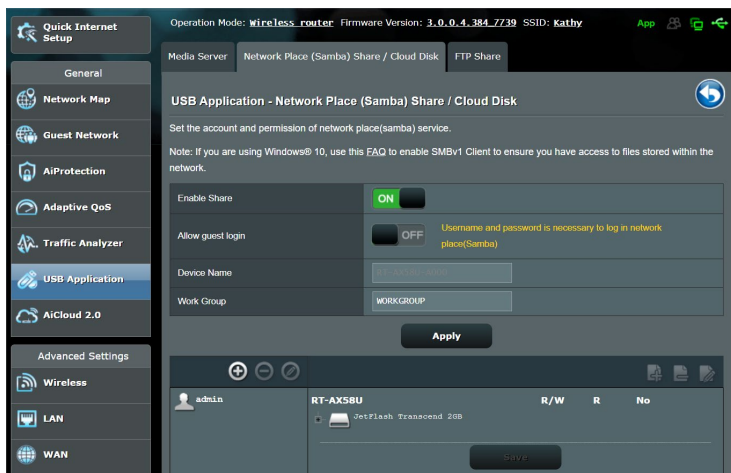 Quick Internet
Setup
Operation Mode: Wireless router Firmware Version: 3.0.0.4.384_7739 SSID: Kathy
App
Media Server
Network Place (Samba) Share / Cloud Disk
FTP Share
General
Network Map
Guest Network
AiProtection
Adaptive QoS
Traffic Analyzer
USB Application
AiCloud 2.0
Advanced Settings
Wireless
LAN
WAN
USB Application - Network Place (Samba) Share / Cloud Disk
Set the account and permission of network place(samba) service.
Note: If you are using Windows® 10, use this FAQ to enable SMBv1 Client to ensure you have access to files stored within the
network.
Enable Share
ON
Allow guest login
OFF
Username and password is necessary to log in network
place(Samba)
Device Name
Work Group
WORKGROUP
Apply
admin
RT-AX58U
R/W
R
No
JetFlash Transcend 2GB
Save